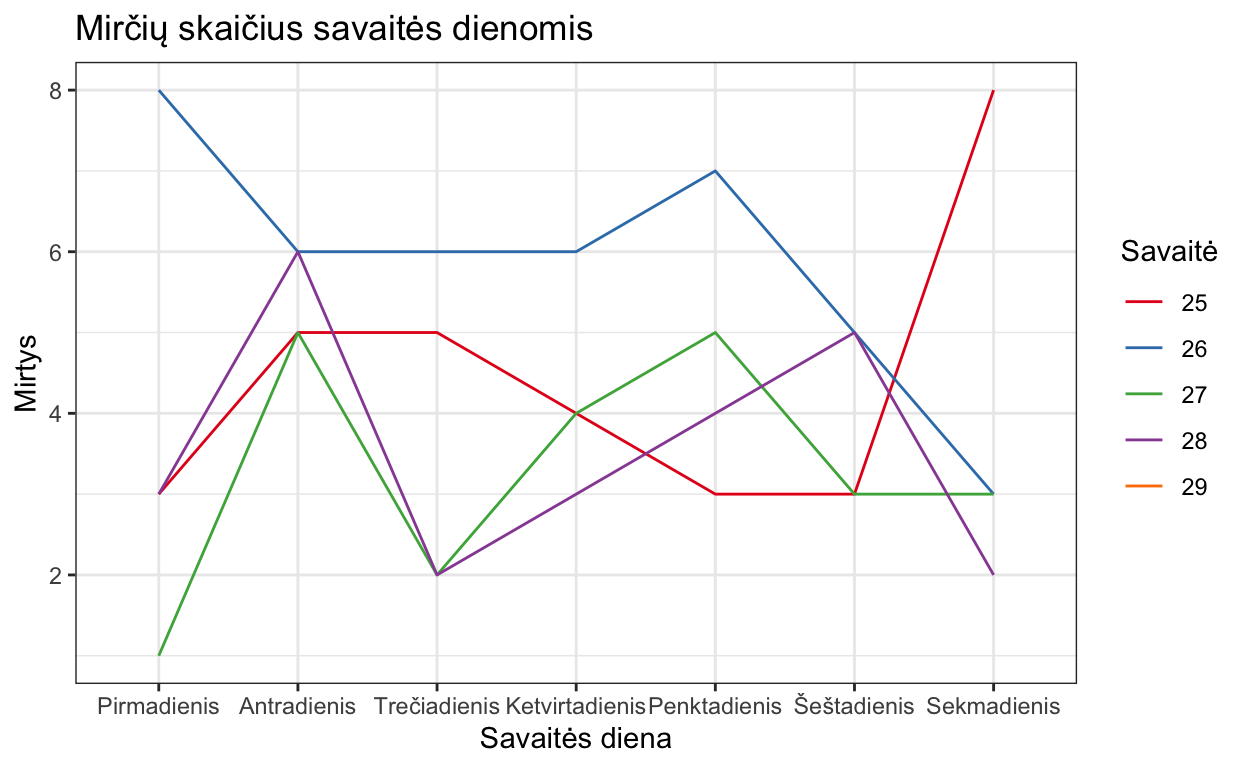 Mirčių skaičius savaitės dienomis
Mirtys
8
6
4
2
Pirmadienis Antradienis Trečiadienis Ketvirtadienis Penktadienis Šeštadienis Sekmadienis
Savaitės diena
Savaitė
25
26
27
28
29